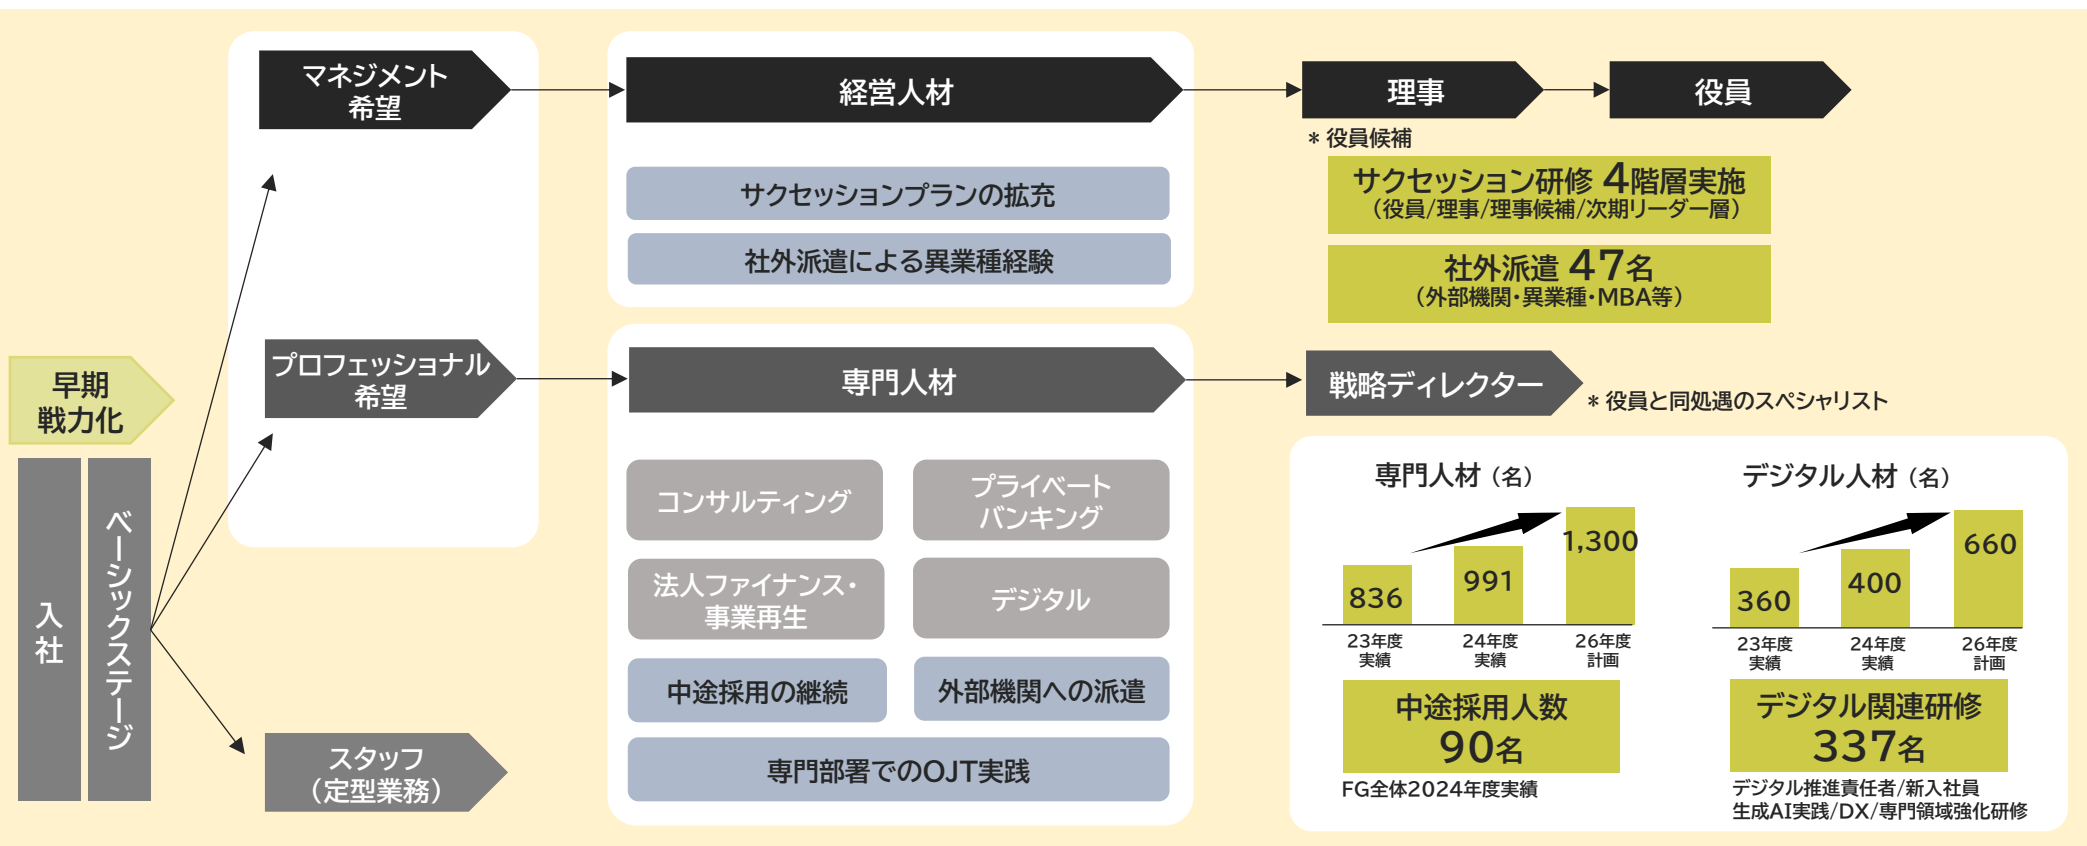 早期
戦力化
入社
ベーシックステージ
マネジメント
希望
プロフェッショナル
希望
スタッフ
（定型業務）
経営人材
サクセッションプランの拡充
社外派遣による異業種経験
専門人材
コンサルティング
プライベート
バンキング
法人ファイナンス・
事業再生
デジタル
中途採用の継続
外部機関への派遣
専門部署でのOJT実践
理事
役員
＊役員候補
サクセッション研修 4階層実施
（役員/理事/理事候補/次期リーダー層）
社外派遣 47名
（外部機関・異業種・MBA等）
戦略ディレクター
＊役員と同処遇のスペシャリスト
専門人材（名）
836
991
1,300
23年度
実績
24年度
実績
26年度
計画
中途採用人数
90名
FG全体2024年度実績
デジタル人材（名）
360
400
660
23年度
実績
24年度
実績
26年度
計画
デジタル関連研修
337名
デジタル推進責任者/新入社員
生成AI実践/DX/専門領域強化研修